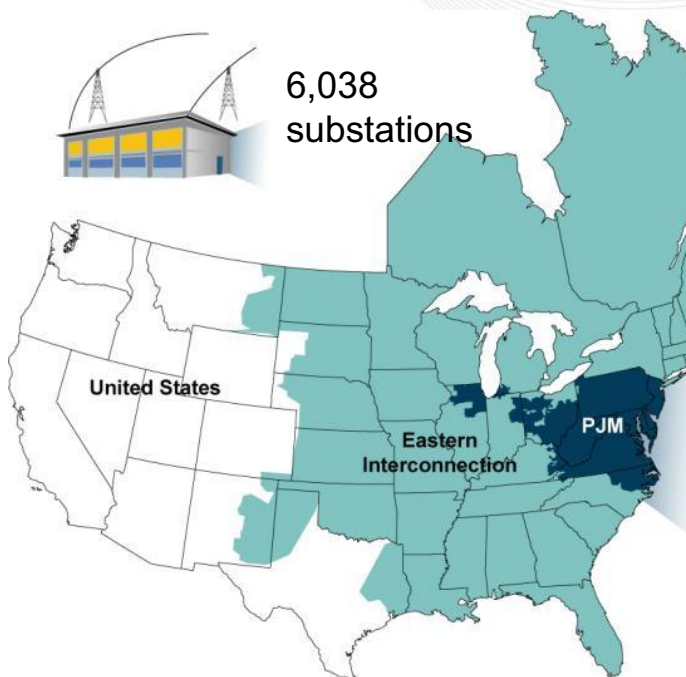 6,038
substations
United States
Eastern
Interconnection
PJM